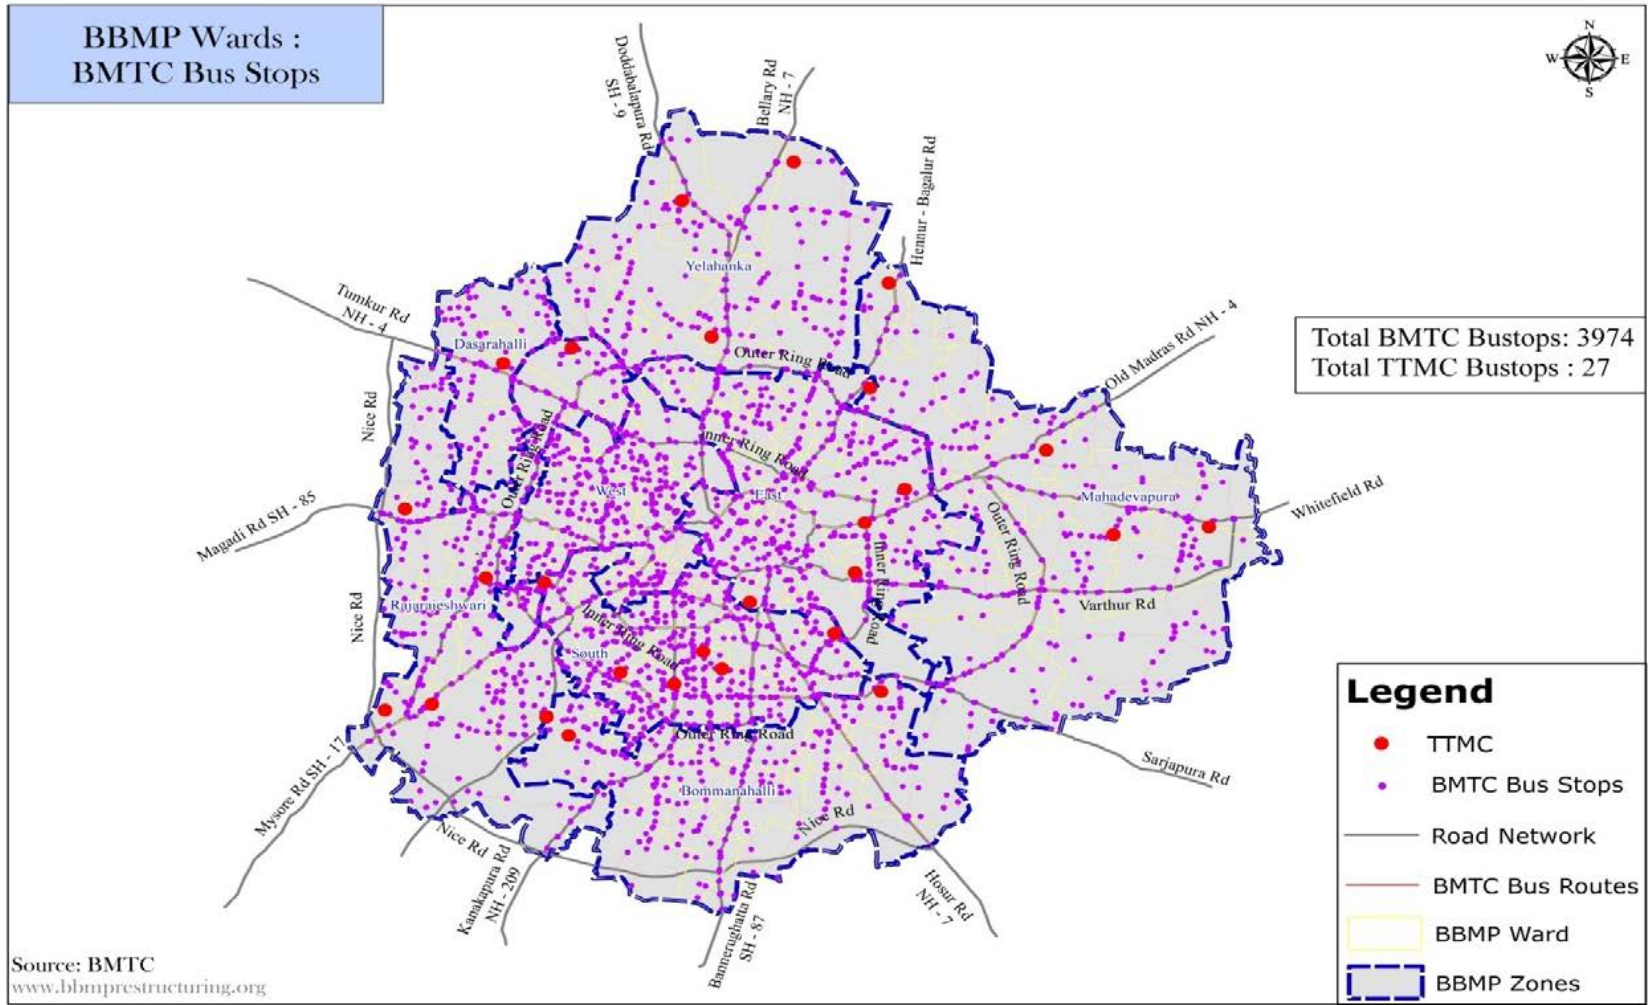 BBMP Wards :
BMTC Bus Stops
N
W
E
S
Doddabalapura Rd
SH - 9
Bellary Rd
NH - 7
Hennur - Bagalur Rd
Yelahanka
Tumkur Rd
NH - 4
Dasarahalli
Outer Ring Road
Old Madras Rd NH - 4
Total BMTC Bustops: 3974
Total TTMC Bustops : 27
Nice Rd
Outer Ring Road
Inner Ring Road
West
East
Mahadevapura
Whitefield Rd
Magadi Rd SH - 85
Outer Ring Road
Inner Ring Road
Nice Rd
Rajarajeshwari
Varthur Rd
Inner Ring Road
South
Outer Ring Road
Mysore Rd SH - 17
Sarjapura Rd
Bommanahalli
Nice Rd
Nice Rd
Kanakapura Rd
NH - 209
Bannerughatta Rd
SH - 87
Hosur Rd
NH - 7
Legend
TTMC
BMTC Bus Stops
Road Network
BMTC Bus Routes
BBMP Ward
BBMP Zones
Source: BMTC
www.bbmprestructuring.org